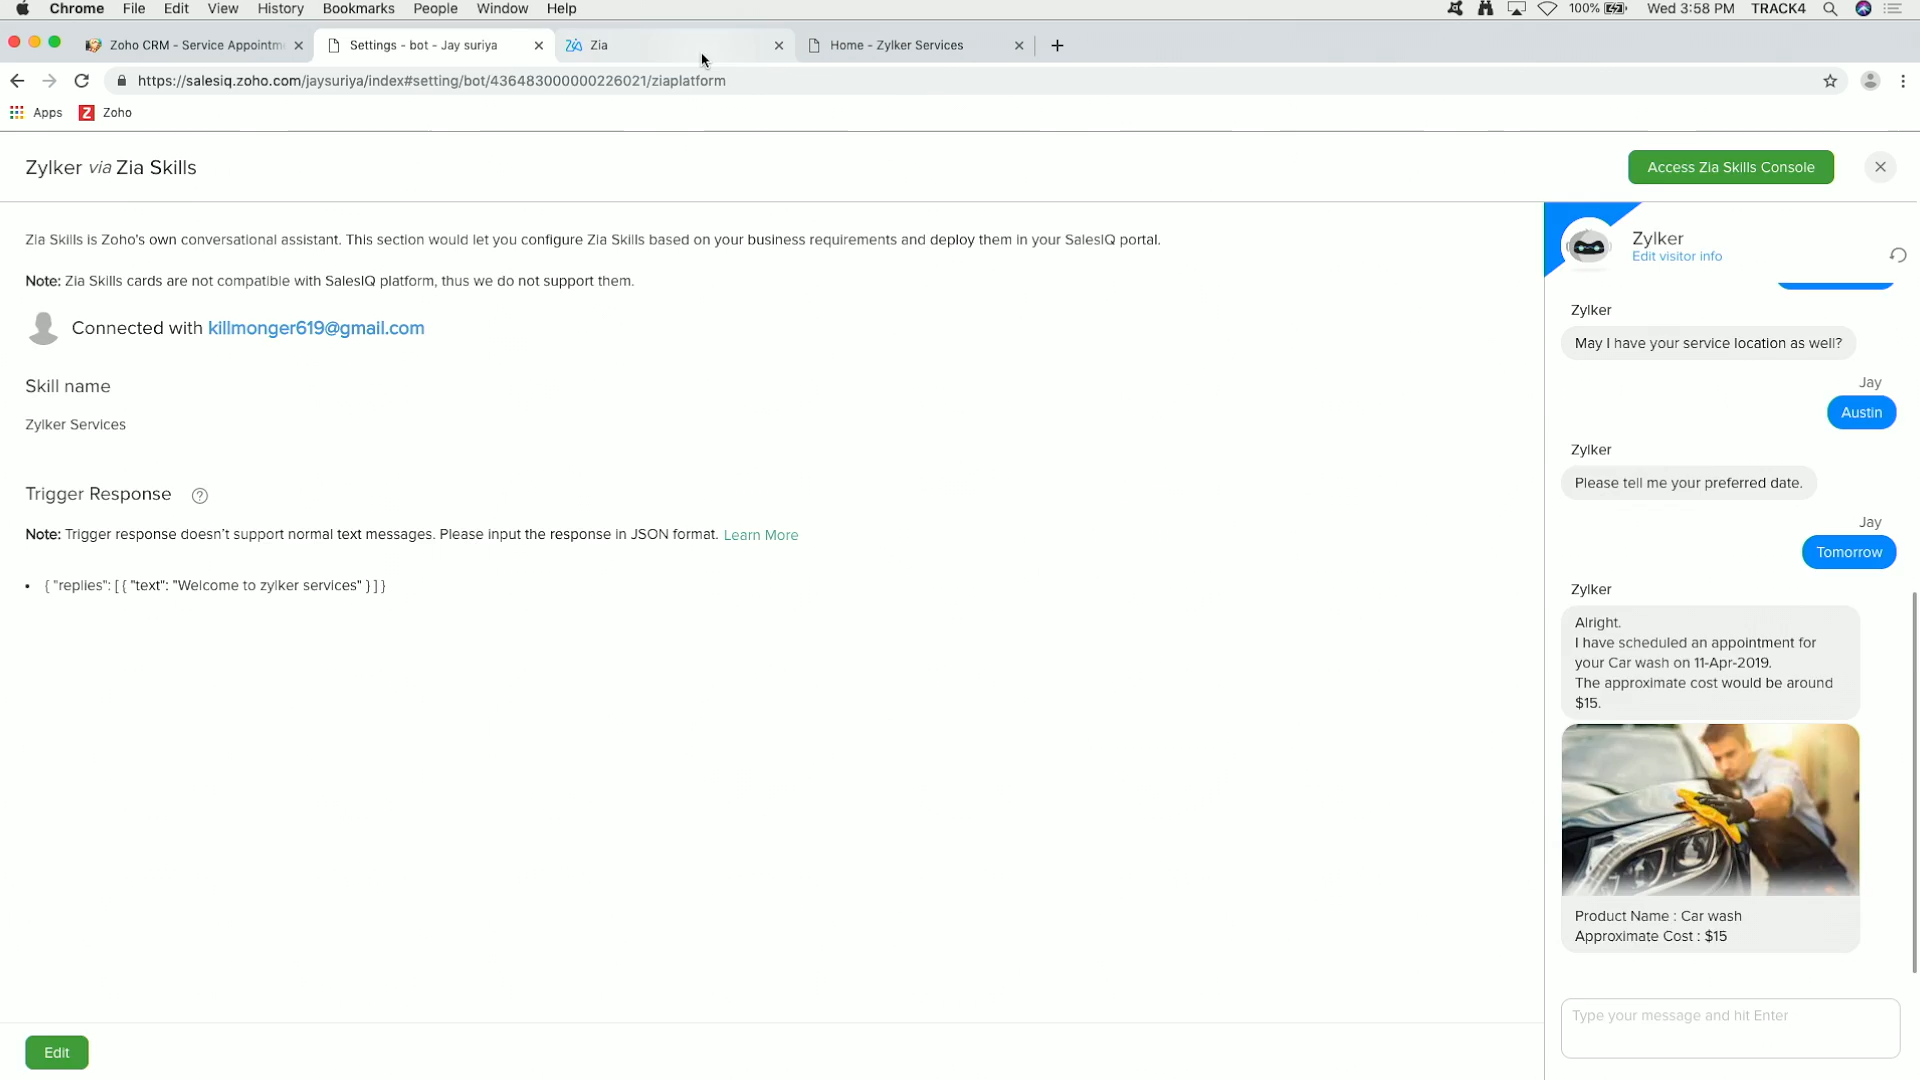 Chrome File Edit View History Bookmarks People Window Help 100% Wed 3:58 PM TRACK4
Zoho CRM - Service Appointm
Settings - bot - Jay suriya
Zia
Home - Zylker Services
https://salesiq.zoho.com/jaysuriya/index#setting/bot/436483000000226021/ziaplatform
Apps Zoho
Zylker via Zia Skills
Access Zia Skills Console
Zia Skills is Zoho's own conversational assistant. This section would let you configure Zia Skills based on your business requirements and deploy them in your SalesIQ portal.
Note: Zia Skills cards are not compatible with SalesIQ platform, thus we do not support them.
Connected with killmonger619@gmail.com
Skill name
Zylker Services
Trigger Response ?
Note: Trigger response doesn't support normal text messages. Please input the response in JSON format. Learn More
• { "replies": [ { "text": "Welcome to zylker services" } ] }
Edit
Zylker
Edit visitor info
Zylker
May I have your service location as well?
Jay
Austin
Zylker
Please tell me your preferred date.
Jay
Tomorrow
Zylker
Alright.
I have scheduled an appointment for
your Car wash on 11-Apr-2019.
The approximate cost would be around
$15.
Product Name : Car wash
Approximate Cost : $15
Type your message and hit Enter